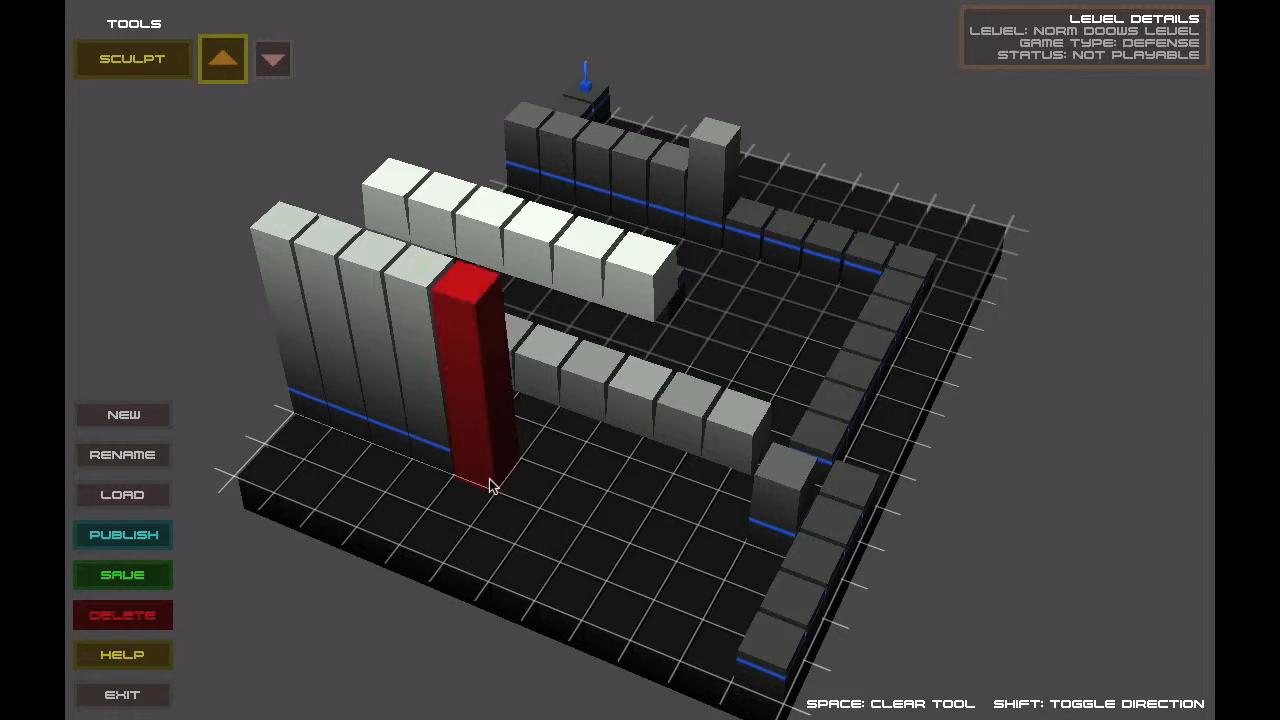 TOOLS
SCULPT
LEVEL DETAILS
LEVEL: NORM DOOWS LEVEL
GAME TYPE: DEFENSE
STATUS: NOT PLAYABLE
NEW
RENAME
LOAD
PUBLISH
SAVE
DELETE
HELP
EXIT
SPACE: CLEAR TOOL SHIFT: TOGGLE DIRECTION